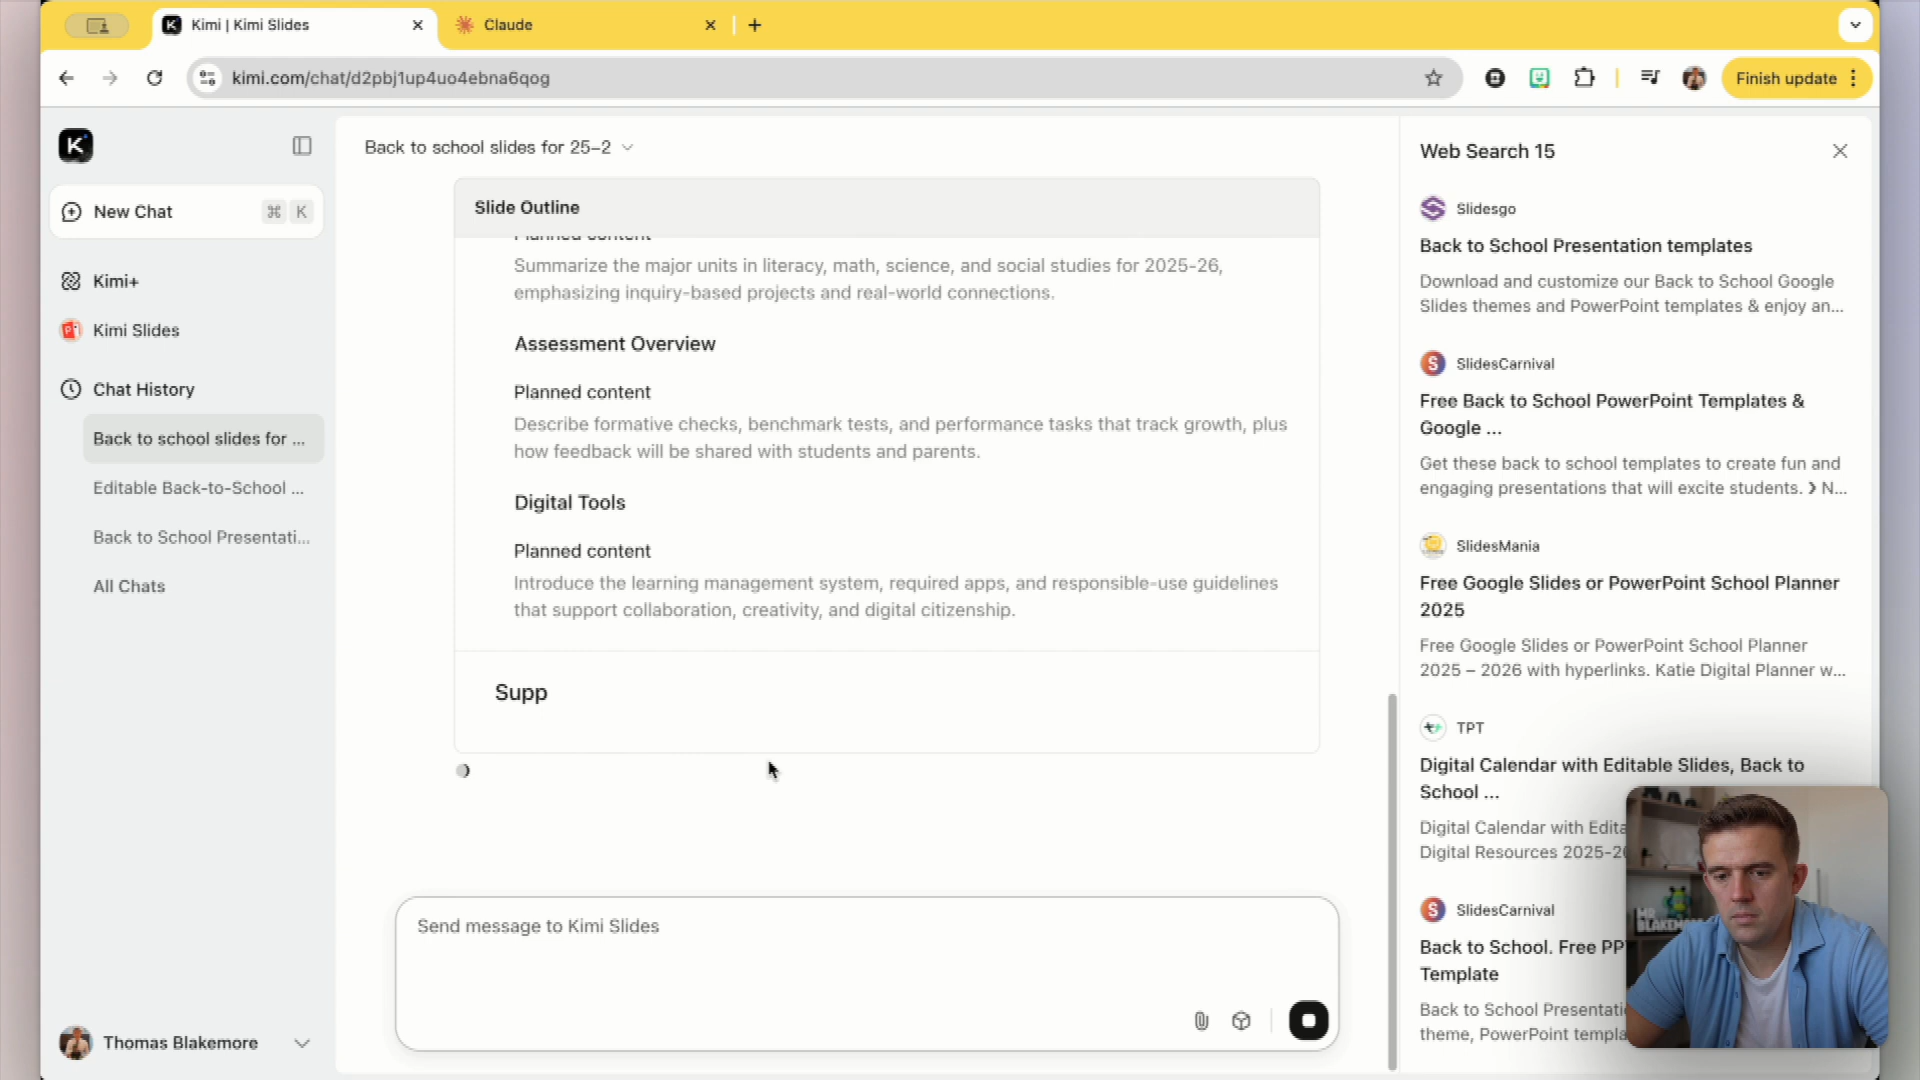 Kimi | Kimi Slides
Claude
kimi.com/chat/d2pbj1up4uo4ebna6qog
Finish update
New Chat
⌘ K
Kimi+
Kimi Slides
Chat History
Back to school slides for ...
Editable Back-to-School ...
Back to School Presentati...
All Chats
Thomas Blakemore
Back to school slides for 25-2
Slide Outline
Planned content
Summarize the major units in literacy, math, science, and social studies for 2025-26,
emphasizing inquiry-based projects and real-world connections.
Assessment Overview
Planned content
Describe formative checks, benchmark tests, and performance tasks that track growth, plus
how feedback will be shared with students and parents.
Digital Tools
Planned content
Introduce the learning management system, required apps, and responsible-use guidelines
that support collaboration, creativity, and digital citizenship.
Supp
Send message to Kimi Slides
Web Search 15
Slidesgo
Back to School Presentation templates
Download and customize our Back to School Google
Slides themes and PowerPoint templates & enjoy an...
SlidesCarnival
Free Back to School PowerPoint Templates &
Google ...
Get these back to school templates to create fun and
engaging presentations that will excite students. ❯ N...
SlidesMania
Free Google Slides or PowerPoint School Planner
2025
Free Google Slides or PowerPoint School Planner
2025 – 2026 with hyperlinks. Katie Digital Planner w...
TPT
Digital Calendar with Editable Slides, Back to
School ...
Digital Calendar with Edita
Digital Resources 2025-26
SlidesCarnival
Back to School. Free PP
Template
Back to School Presentati
theme, PowerPoint templa